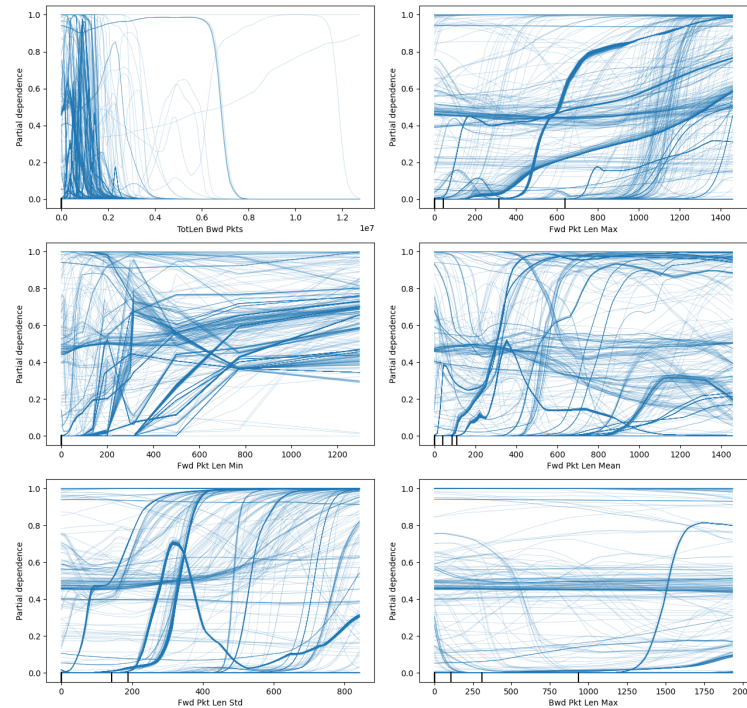 1.0
0.8
0.6
0.4
0.2
0.0
Partial dependence
0.0 0.2 0.4 0.6 0.8 1.0 1.2
1e7
TotLen Bwd Pkts
1.0
0.8
0.6
0.4
0.2
0.0
Partial dependence
0 200 400 600 800 1000 1200 1400
Fwd Pkt Len Max
1.0
0.8
0.6
0.4
0.2
0.0
Partial dependence
0 200 400 600 800 1000 1200
Fwd Pkt Len Min
1.0
0.8
0.6
0.4
0.2
0.0
Partial dependence
0 200 400 600 800 1000 1200 1400
Fwd Pkt Len Mean
1.0
0.8
0.6
0.4
0.2
0.0
Partial dependence
0 200 400 600 800
Fwd Pkt Len Std
1.0
0.8
0.6
0.4
0.2
0.0
Partial dependence
0 250 500 750 1000 1250 1500 1750
Bwd Pkt Len Max